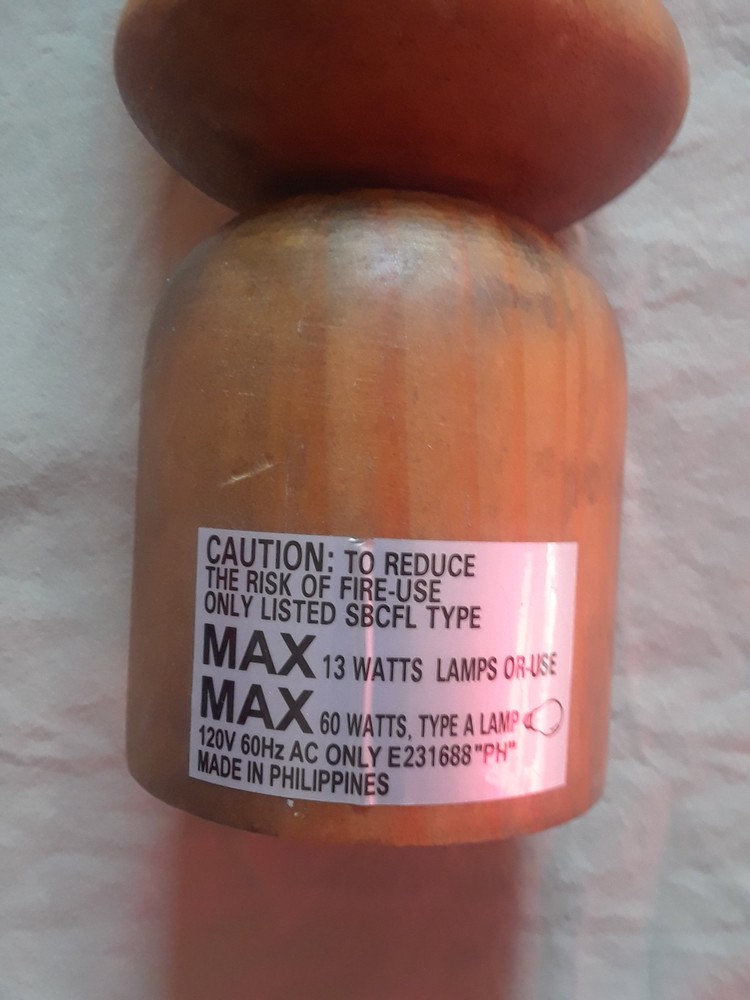 CAUTION: TO REDUCE
THE RISK OF FIRE-USE
ONLY LISTED SBCFL TYPE
MAX 13 WATTS LAMPS OR-USE
MAX 60 WATTS, TYPE A LAMP
120V 60Hz AC ONLY E231688 "PH"
MADE IN PHILIPPINES